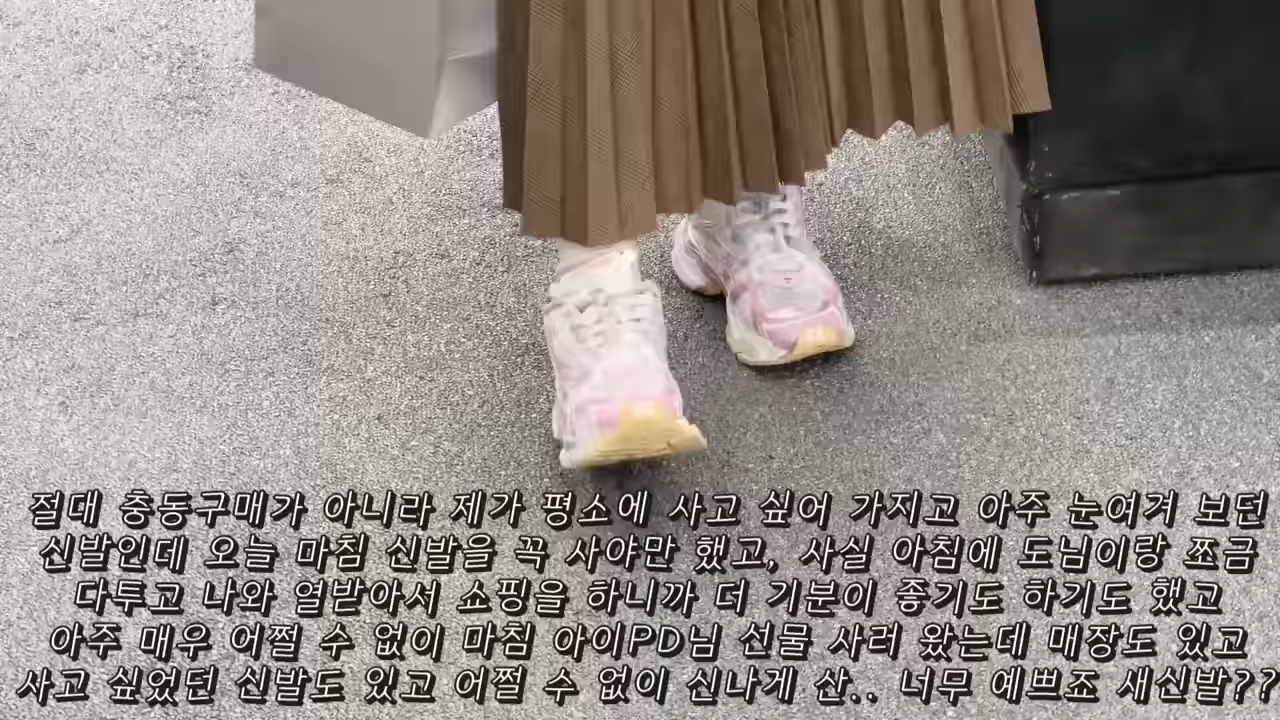 절대 충동구매가 아니라 제가 평소에 사고 싶어 가지고 아주 눈여겨 보던
신발인데 오늘 마침 신발을 꼭 사야만 했고, 사실 아침에 도님이랑 쪼금
다투고 나와 열받아서 쇼핑을 하니까 더 기분이 좋기도 하기도 했고
아주 매우 어쩔 수 없이 마침 아이PD님 선물 사러 왔는데 매장도 있고
사고 싶었던 신발도 있고 어쩔 수 없이 신나게 산.. 너무 예쁘죠 새신발??